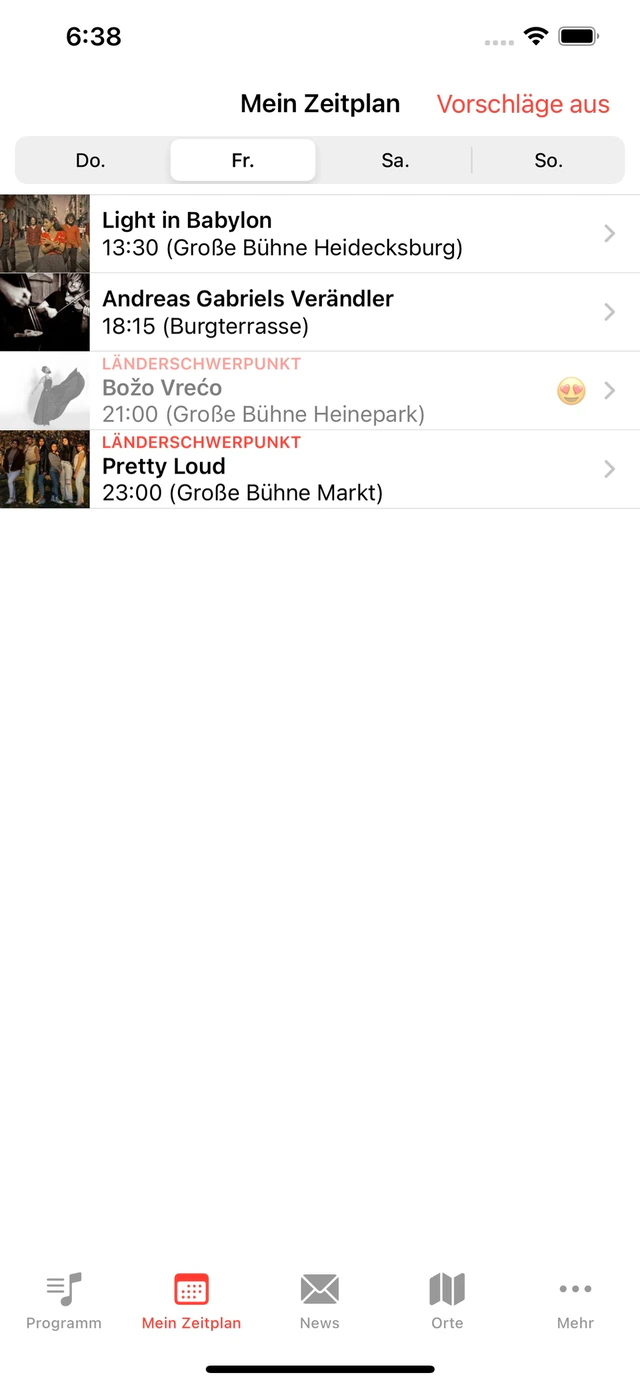 6:38
Mein Zeitplan
Vorschläge aus
Do.
Fr.
Sa.
So.
Light in Babylon
13:30 (Große Bühne Heidecksburg)
Andreas Gabriels Verändler
18:15 (Burgterrasse)
LÄNDERSCHWERPUNKT
Božo Vrećo
21:00 (Große Bühne Heinepark)
LÄNDERSCHWERPUNKT
Pretty Loud
23:00 (Große Bühne Markt)
Programm
Mein Zeitplan
News
Orte
Mehr